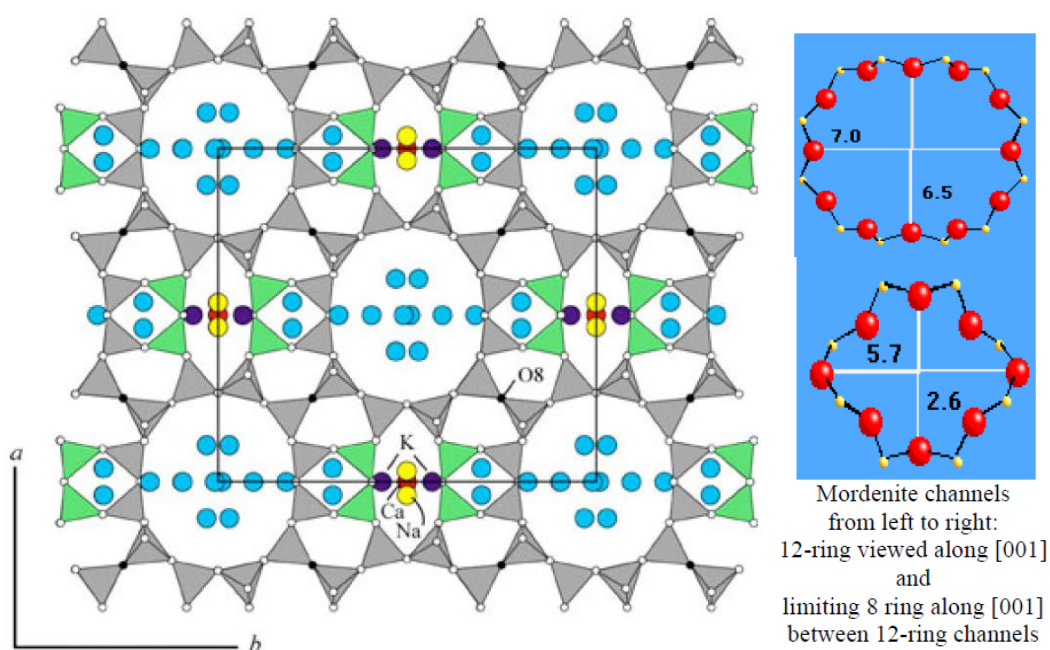 7.0
6.5
5.7
2.6
O8
K
Ca
Na
a
b
Mordenite channels
from left to right:
12-ring viewed along [001]
and
limiting 8 ring along [001]
between 12-ring channels